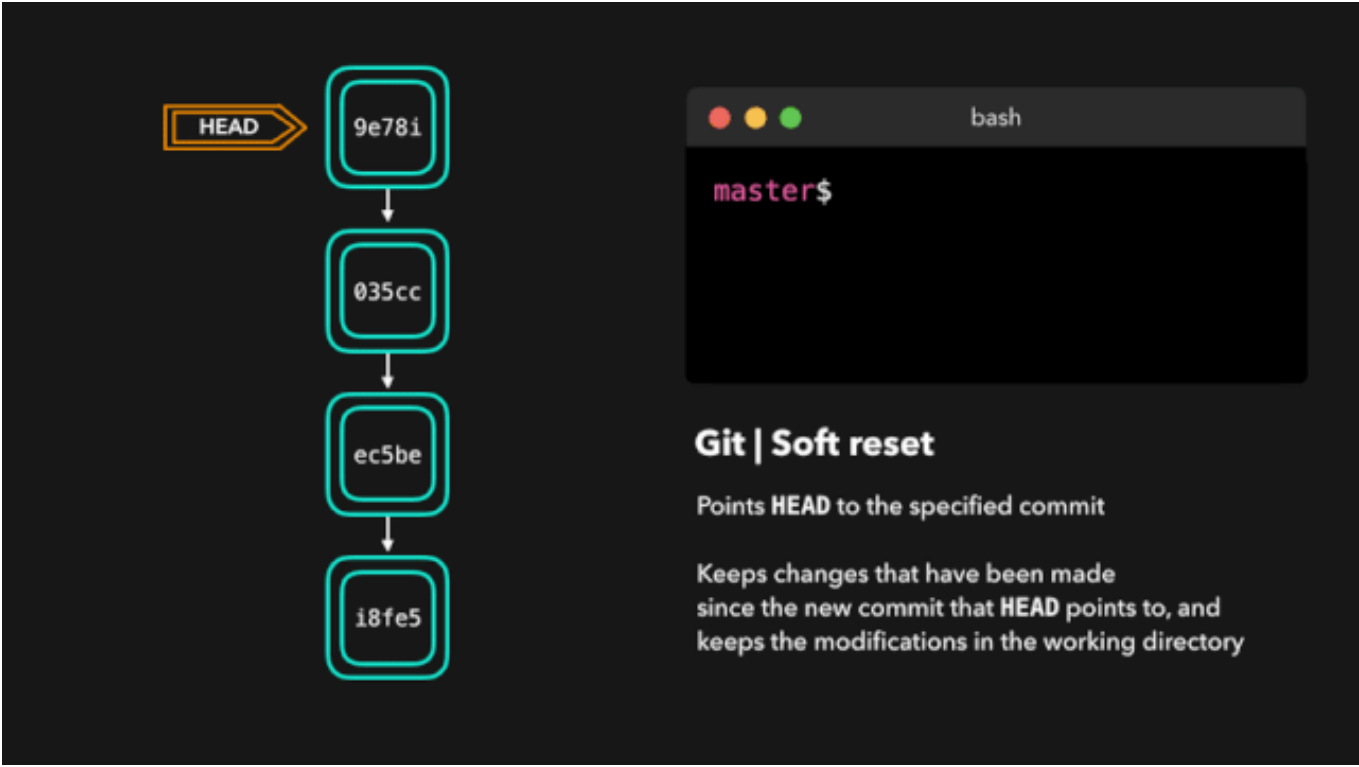 HEAD
9e78i
035cc
ec5be
i8fe5
bash
master$
Git | Soft reset
Points HEAD to the specified commit
Keeps changes that have been made
since the new commit that HEAD points to, and
keeps the modifications in the working directory